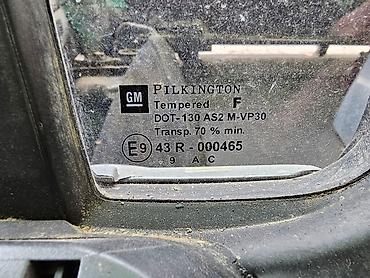 GM PILKINGTON
Tempered F
DOT-130 AS2 M-VP30
Transp. 70 % min.
E9 43 R - 000465
9 A C